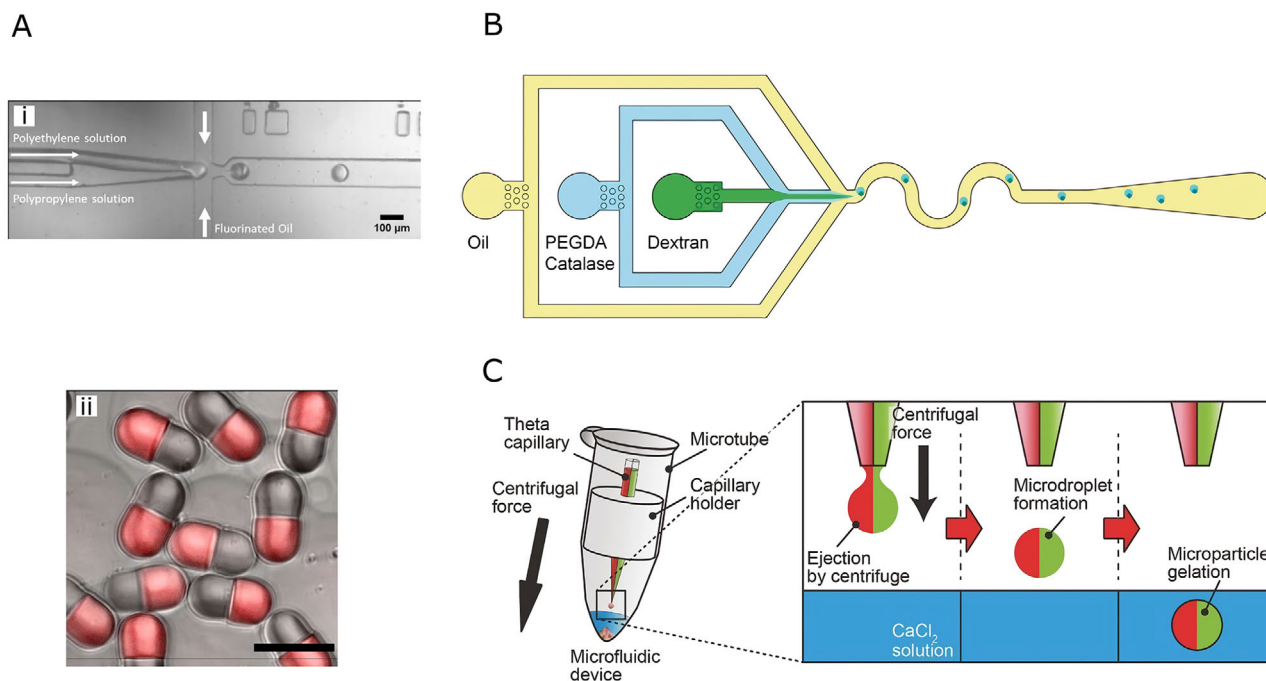 A
i
Polyethylene solution
Polypropylene solution
Fluorinated Oil
100 µm
ii
B
Oil
PEGDA
Catalase
Dextran
C
Theta
capillary
Centrifugal
force
Microtube
Capillary
holder
Microfluidic
device
Centrifugal
force
Ejection
by centrifuge
Microdroplet
formation
Microparticle
gelation
CaCl₂
solution